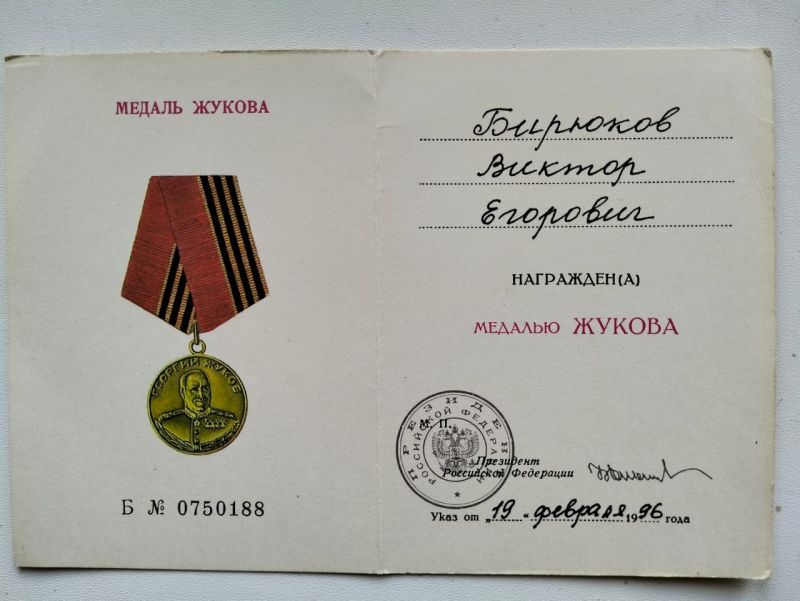 МЕДАЛЬ ЖУКОВА
ГЕОРГИЙ ЖУКОВ
Б № 0750188
Бирюков
Виктор
Егорович
НАГРАЖДЕН(А)
МЕДАЛЬЮ ЖУКОВА
ПРЕЗИДЕНТ
РОССИЙСКОЙ ФЕДЕРАЦИИ
М. П.
Президент
Российской Федерации
Указ от „19“ февраля 1996 года